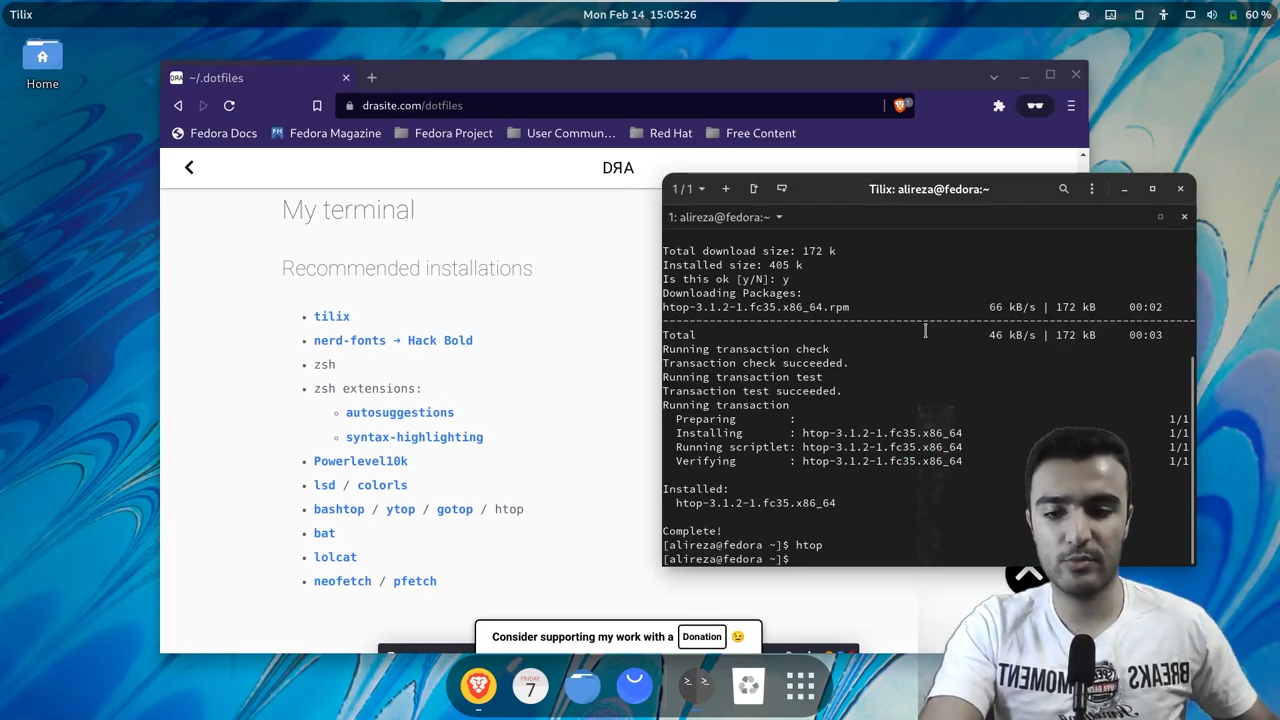 Tilix
Mon Feb 14 15:05:26
60 %
Home
DЯA
~/.dotfiles
drasite.com/dotfiles
1
Fedora Docs
FM
Fedora Magazine
Fedora Project
User Commun...
Red Hat
Free Content
DЯA
My terminal
Recommended installations
tilix
nerd-fonts → Hack Bold
zsh
zsh extensions:
autosuggestions
syntax-highlighting
Powerlevel10k
lsd / colorls
bashtop / ytop / gotop / htop
bat
lolcat
neofetch / pfetch
Consider supporting my work with a Donation 😉
1 / 1
Tilix: alireza@fedora:~
1: alireza@fedora:~
Total download size: 172 k
Installed size: 405 k
Is this ok [y/N]: y
Downloading Packages:
htop-3.1.2-1.fc35.x86_64.rpm 66 kB/s | 172 kB 00:02
--------------------------------------------------------------------------------
Total 46 kB/s | 172 kB 00:03
Running transaction check
Transaction check succeeded.
Running transaction test
Transaction test succeeded.
Running transaction
Preparing : 1/1
Installing : htop-3.1.2-1.fc35.x86_64 1/1
Running scriptlet: htop-3.1.2-1.fc35.x86_64 1/1
Verifying : htop-3.1.2-1.fc35.x86_64 1/1
Installed:
htop-3.1.2-1.fc35.x86_64
Complete!
[alireza@fedora ~]$ htop
[alireza@fedora ~]$
FRIDAY
7
MOMENT
BREAKS